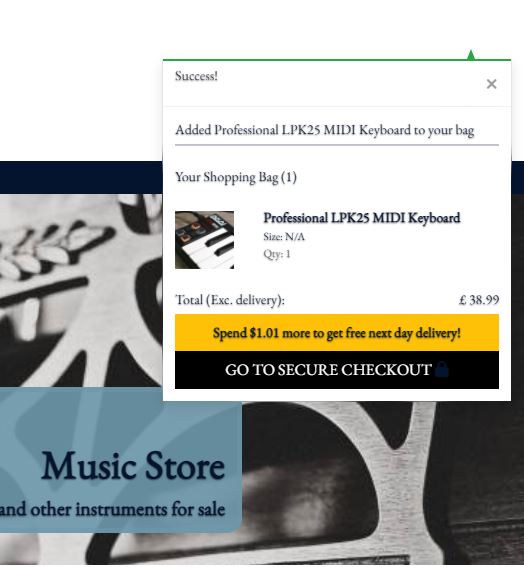 Success!
×
Added Professional LPK25 MIDI Keyboard to your bag
Your Shopping Bag (1)
Professional LPK25 MIDI Keyboard
Size: N/A
Qty: 1
Total (Exc. delivery): £ 38.99
Spend $1.01 more to get free next day delivery!
GO TO SECURE CHECKOUT
Music Store
and other instruments for sale